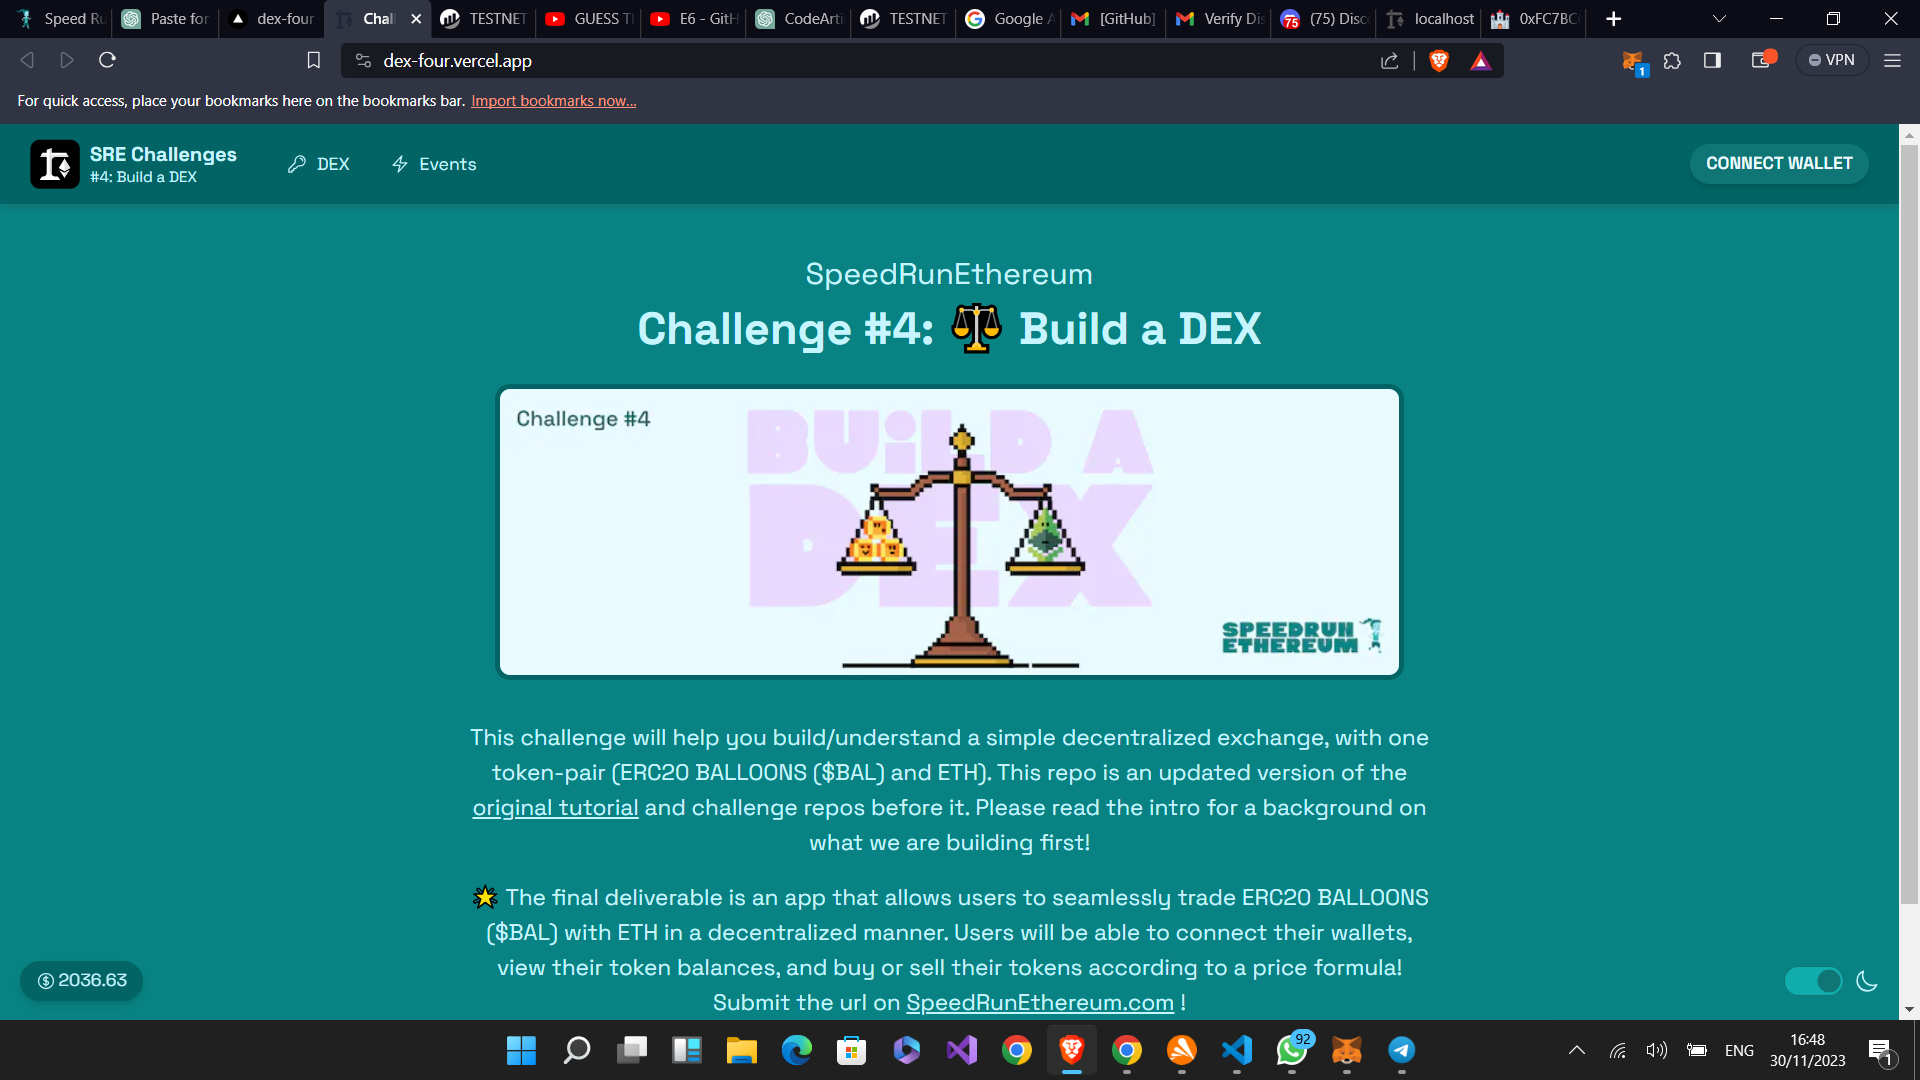 Speed Ru
Paste for
dex-four
Chal
TESTNET
GUESS T
E6 - GitH
CodeArti
TESTNET
Google A
[GitHub]
Verify Dis
(75) Disc
localhost
0xFC7BC
dex-four.vercel.app
1
VPN
For quick access, place your bookmarks here on the bookmarks bar. Import bookmarks now...
SRE Challenges
#4: Build a DEX
DEX
Events
CONNECT WALLET
SpeedRunEthereum
Challenge #4: Build a DEX
Challenge #4
BUiLD A
DEX
SPEEDRUN
ETHEREUM
This challenge will help you build/understand a simple decentralized exchange, with one
token-pair (ERC20 BALLOONS ($BAL) and ETH). This repo is an updated version of the
original tutorial and challenge repos before it. Please read the intro for a background on
what we are building first!
The final deliverable is an app that allows users to seamlessly trade ERC20 BALLOONS
($BAL) with ETH in a decentralized manner. Users will be able to connect their wallets,
view their token balances, and buy or sell their tokens according to a price formula!
Submit the url on SpeedRunEthereum.com !
2036.63
92
ENG
16:48
30/11/2023
1